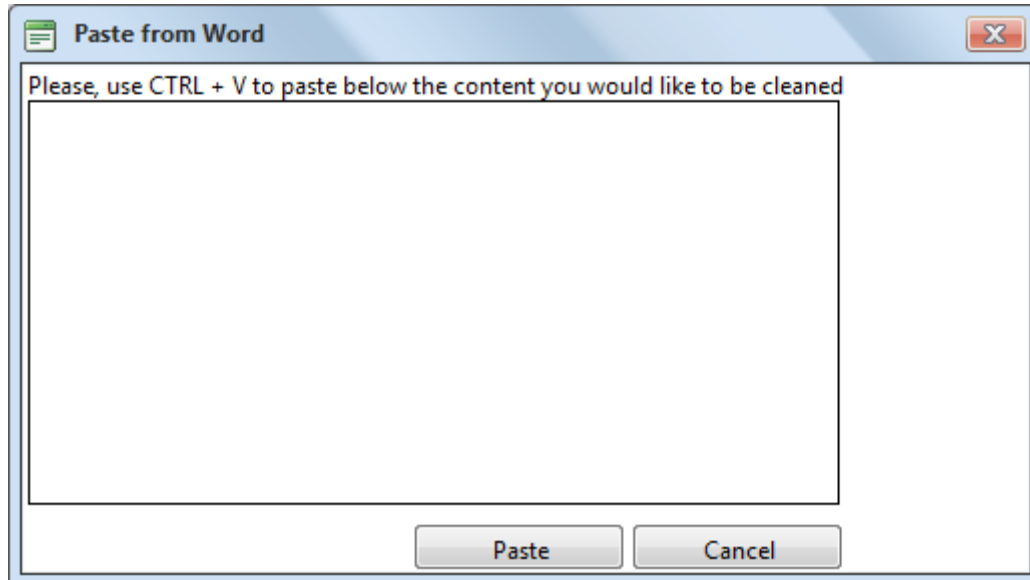 Paste from Word
Please, use CTRL + V to paste below the content you would like to be cleaned
Paste
Cancel